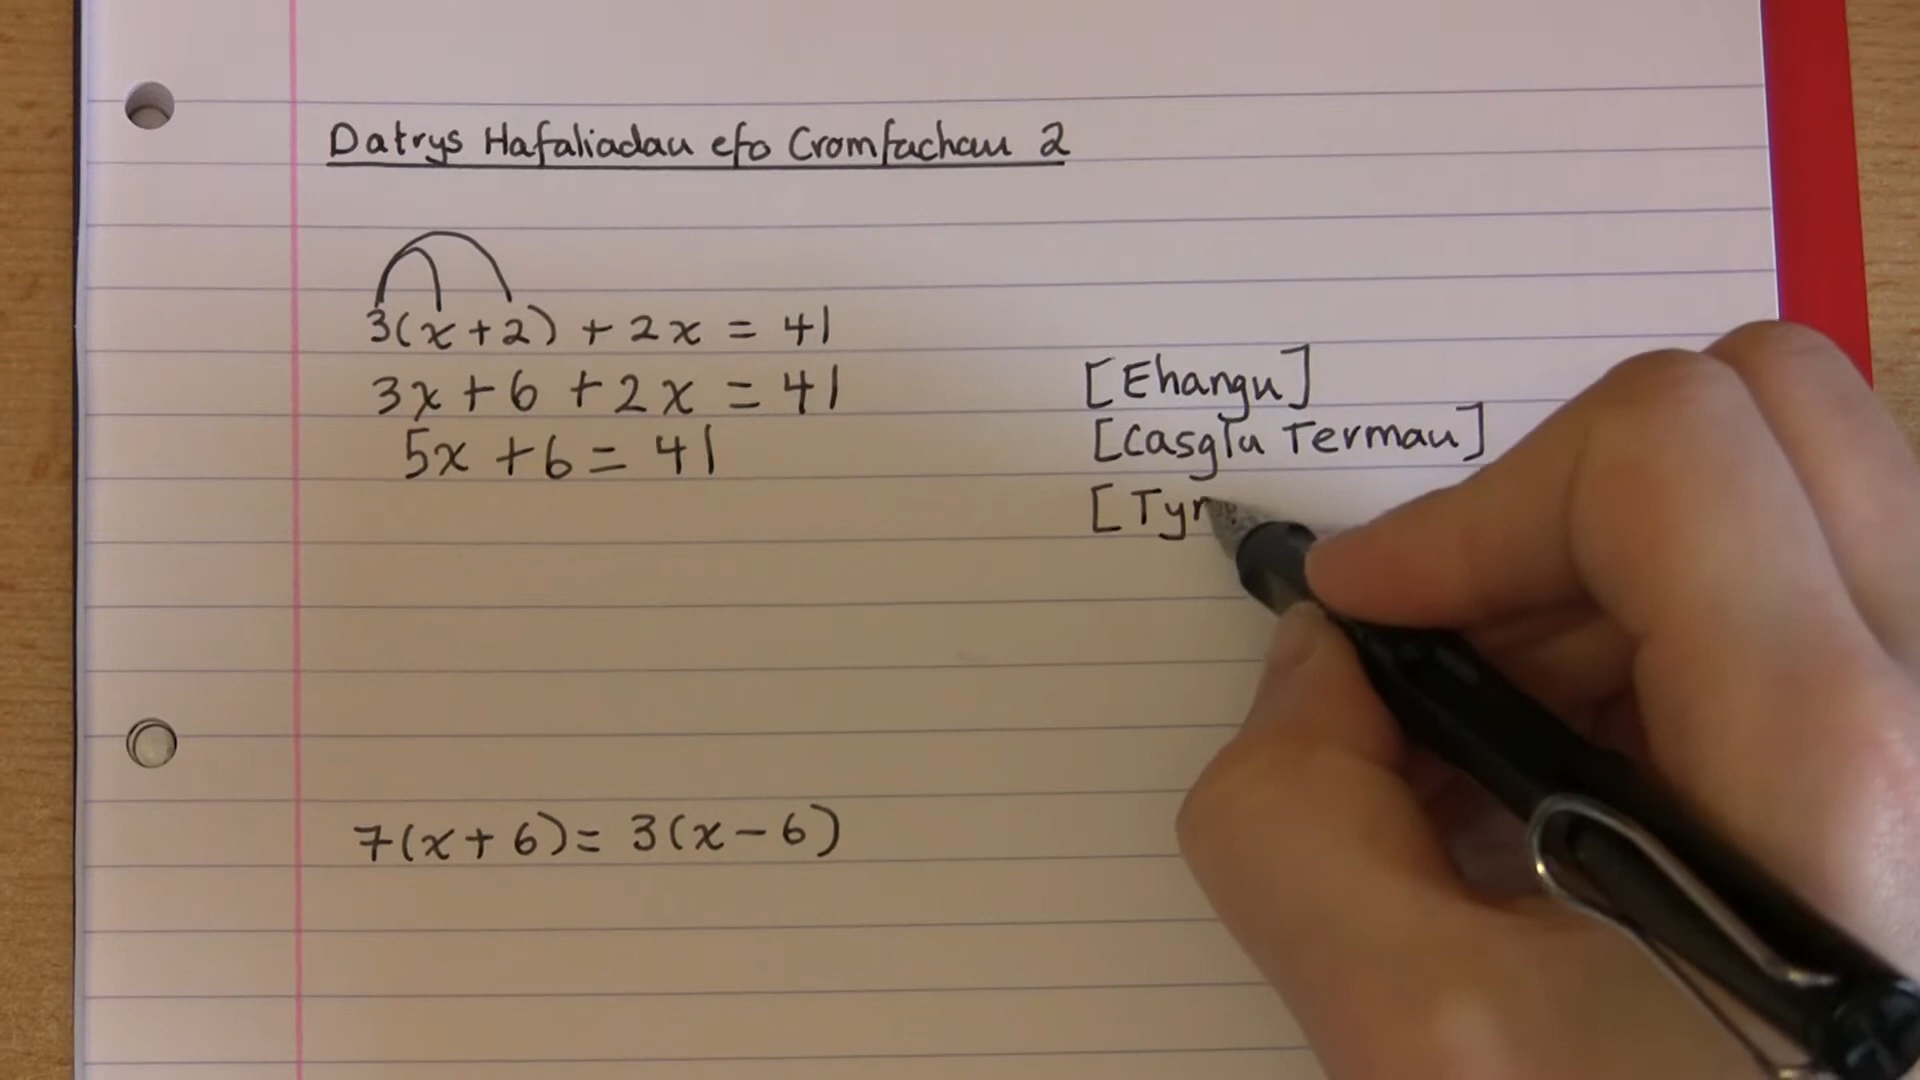 Datrys Hafaliadau efo Cromfachau 2
3(x+2) + 2x = 41
3x + 6 + 2x = 41
[Ehangu]
5x + 6 = 41
[Casglu Termau]
[Tyn
7(x + 6) = 3(x - 6)